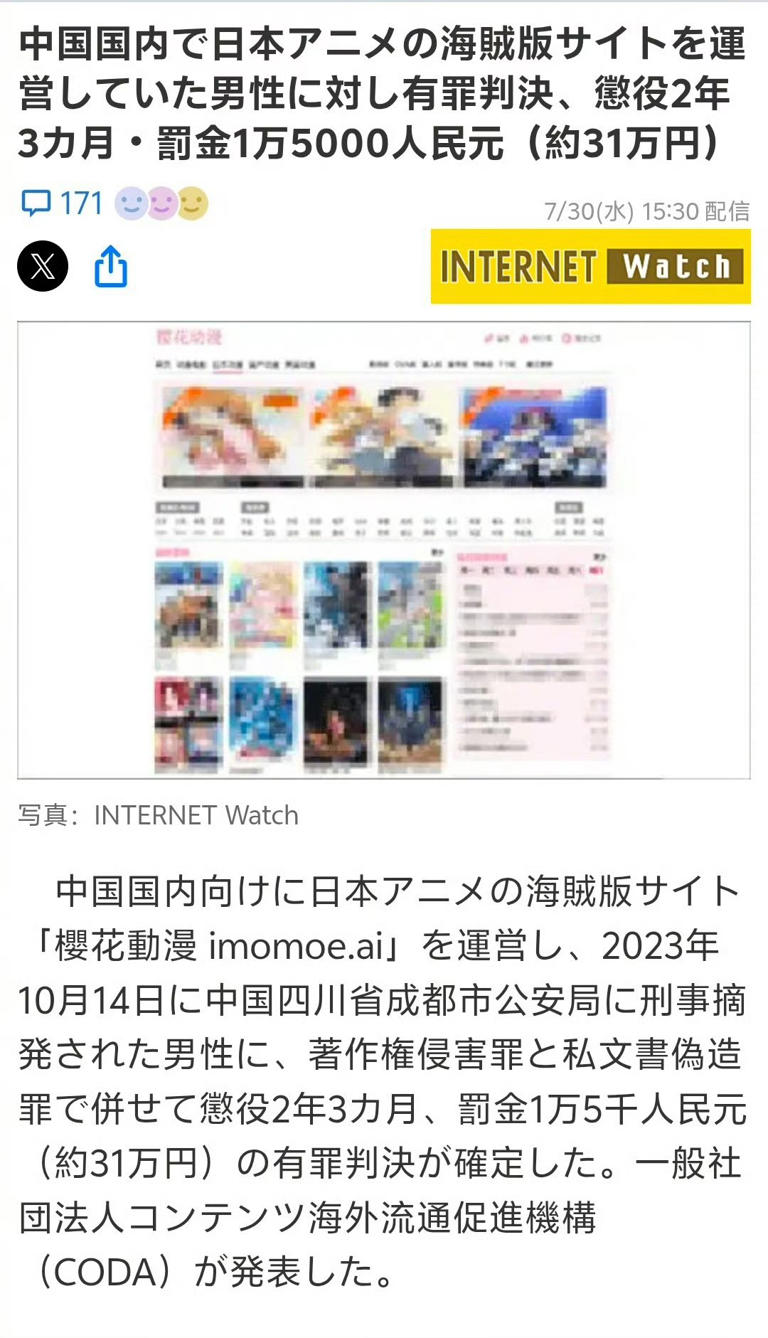 中国国内で日本アニメの海賊版サイトを運
営していた男性に対し有罪判決、懲役2年
3カ月・罰金1万5000人民元（約31万円）
171
7/30(水) 15:30 配信
INTERNET Watch
櫻花动漫
写真：INTERNET Watch
中国国内向けに日本アニメの海賊版サイト
「櫻花動漫 imomoe.ai」を運営し、2023年
10月14日に中国四川省成都市公安局に刑事摘
発された男性に、著作権侵害罪と私文書偽造
罪で併せて懲役2年3カ月、罰金1万5千人民元
（約31万円）の有罪判決が確定した。一般社
団法人コンテンツ海外流通促進機構
（CODA）が発表した。